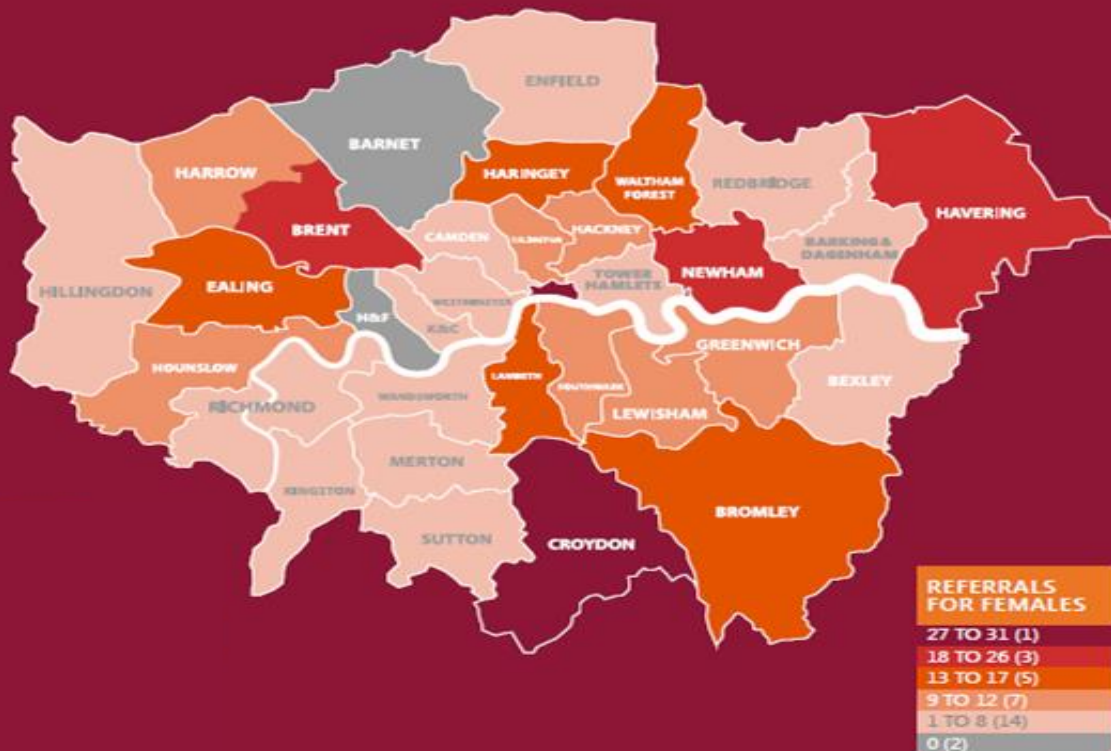 ENFIELD
BARNET
HARROW
HARINGEY
WALTHAM
FOREST
REDBRIDGE
HAVERING
BRENT
CAMDEN
ISLINGTON
HACKNEY
BARKING &
DAGENHAM
HILLINGDON
EALING
TOWER
HAMLETS
NEWHAM
WESTMINSTER
H&F
K&C
HOUNSLOW
GREENWICH
LAMBETH
SOUTHWARK
BEXLEY
RICHMOND
WANDSWORTH
LEWISHAM
MERTON
KINGSTON
BROMLEY
SUTTON
CROYDON
REFERRALS
FOR FEMALES
27 TO 31 (1)
18 TO 26 (3)
13 TO 17 (5)
9 TO 12 (7)
1 TO 8 (14)
0 (2)